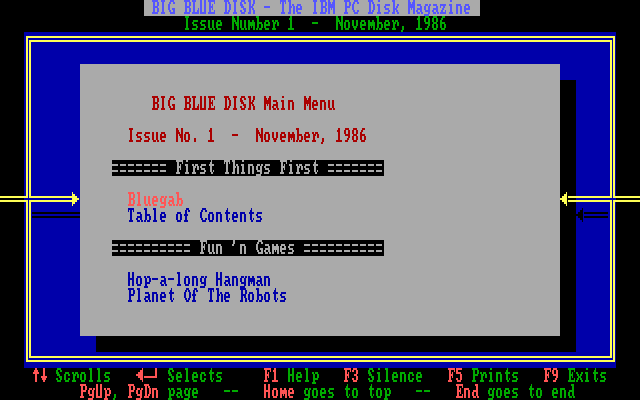 BIG BLUE DISK - The IBM PC Disk Magazine
Issue Number 1 - November, 1986
BIG BLUE DISK Main Menu
Issue No. 1 - November, 1986
======= First Things First =======
Bluegab
Table of Contents
========== Fun 'n Games ==========
Hop-a-long Hangman
Planet Of The Robots
↑↓ Scrolls ◄─┘ Selects F1 Help F3 Silence F5 Prints F9 Exits
PgUp, PgDn page -- Home goes to top -- End goes to end